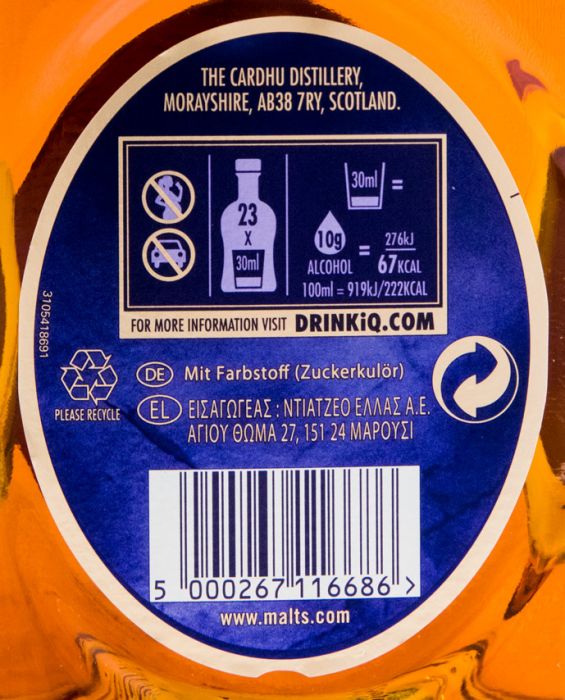 THE CARDHU DISTILLERY,
MORAYSHIRE, AB38 7RY, SCOTLAND.
23
X
30ml
30ml =
10g
ALCOHOL
=
276kJ
67KCAL
100ml = 919kJ/222KCAL
FOR MORE INFORMATION VISIT DRINKiQ.COM
3105418691
PLEASE RECYCLE
DE Mit Farbstoff (Zuckerkulör)
EL ΕΙΣΑΓΩΓΕΑΣ : ΝΤΙΑΤΖΕΟ ΕΛΛΑΣ Α.Ε.
ΑΓΙΟΥ ΘΩΜΑ 27, 151 24 ΜΑΡΟΥΣΙ
5 000267 116686 >
www.malts.com